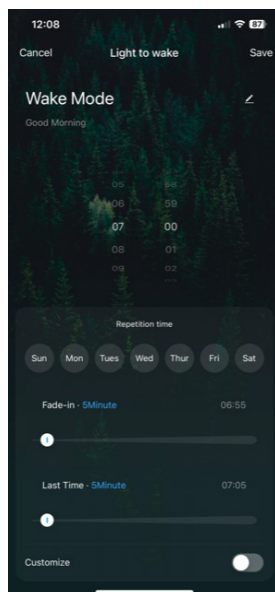 12:08 87
Cancel Light to wake Save
Wake Mode
Good Morning
05 58
06 59
07 00
08 01
09 02
Repetition time
Sun Mon Tues Wed Thur Fri Sat
Fade-in - 5Minute 06:55
Last Time - 5Minute 07:05
Customize